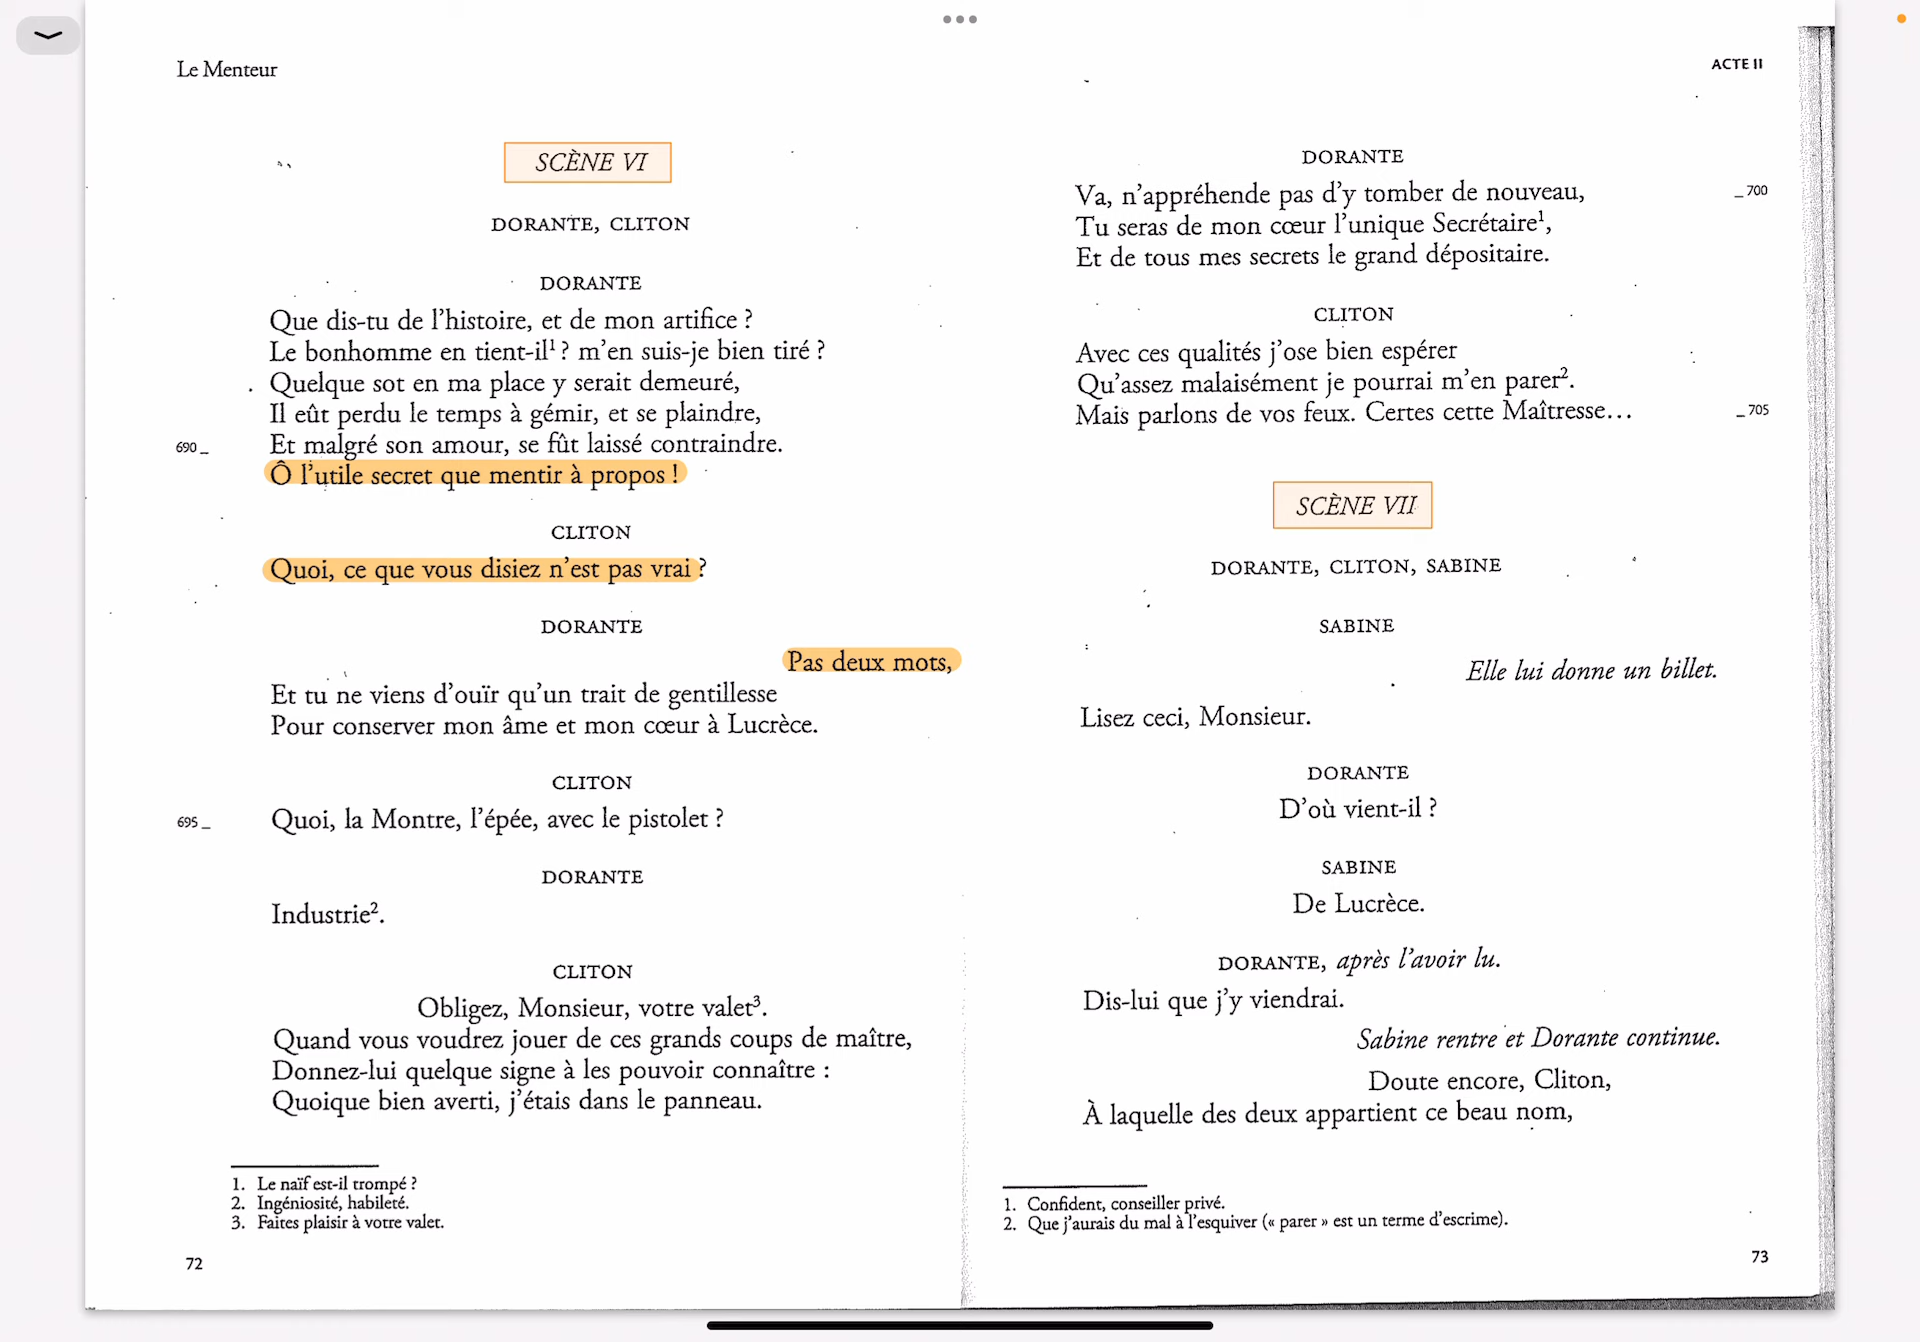 Le Menteur
SCÈNE VI
DORANTE, CLITON
DORANTE
Que dis-tu de l'histoire, et de mon artifice ?
Le bonhomme en tient-il¹ ? m'en suis-je bien tiré ?
Quelque sot en ma place y serait demeuré,
Il eût perdu le temps à gémir, et se plaindre,
690 _ Et malgré son amour, se fût laissé contraindre.
Ô l'utile secret que mentir à propos !
CLITON
Quoi, ce que vous disiez n'est pas vrai ?
DORANTE
Pas deux mots,
Et tu ne viens d'ouïr qu'un trait de gentillesse
Pour conserver mon âme et mon cœur à Lucrèce.
CLITON
695 _ Quoi, la Montre, l'épée, avec le pistolet ?
DORANTE
Industrie².
CLITON
Obligez, Monsieur, votre valet³.
Quand vous voudrez jouer de ces grands coups de maître,
Donnez-lui quelque signe à les pouvoir connaître :
Quoique bien averti, j'étais dans le panneau.
1. Le naïf est-il trompé ?
2. Ingéniosité, habileté.
3. Faites plaisir à votre valet.
72
ACTE II
DORANTE
Va, n'appréhende pas d'y tomber de nouveau, _ 700
Tu seras de mon cœur l'unique Secrétaire¹,
Et de tous mes secrets le grand dépositaire.
CLITON
Avec ces qualités j'ose bien espérer
Qu'assez malaisément je pourrai m'en parer².
Mais parlons de vos feux. Certes cette Maîtresse... _ 705
SCÈNE VII
DORANTE, CLITON, SABINE
SABINE
Elle lui donne un billet.
Lisez ceci, Monsieur.
DORANTE
D'où vient-il ?
SABINE
De Lucrèce.
DORANTE, après l'avoir lu.
Dis-lui que j'y viendrai.
Sabine rentre et Dorante continue.
Doute encore, Cliton,
À laquelle des deux appartient ce beau nom,
1. Confident, conseiller privé.
2. Que j'aurais du mal à l'esquiver (« parer » est un terme d'escrime).
73